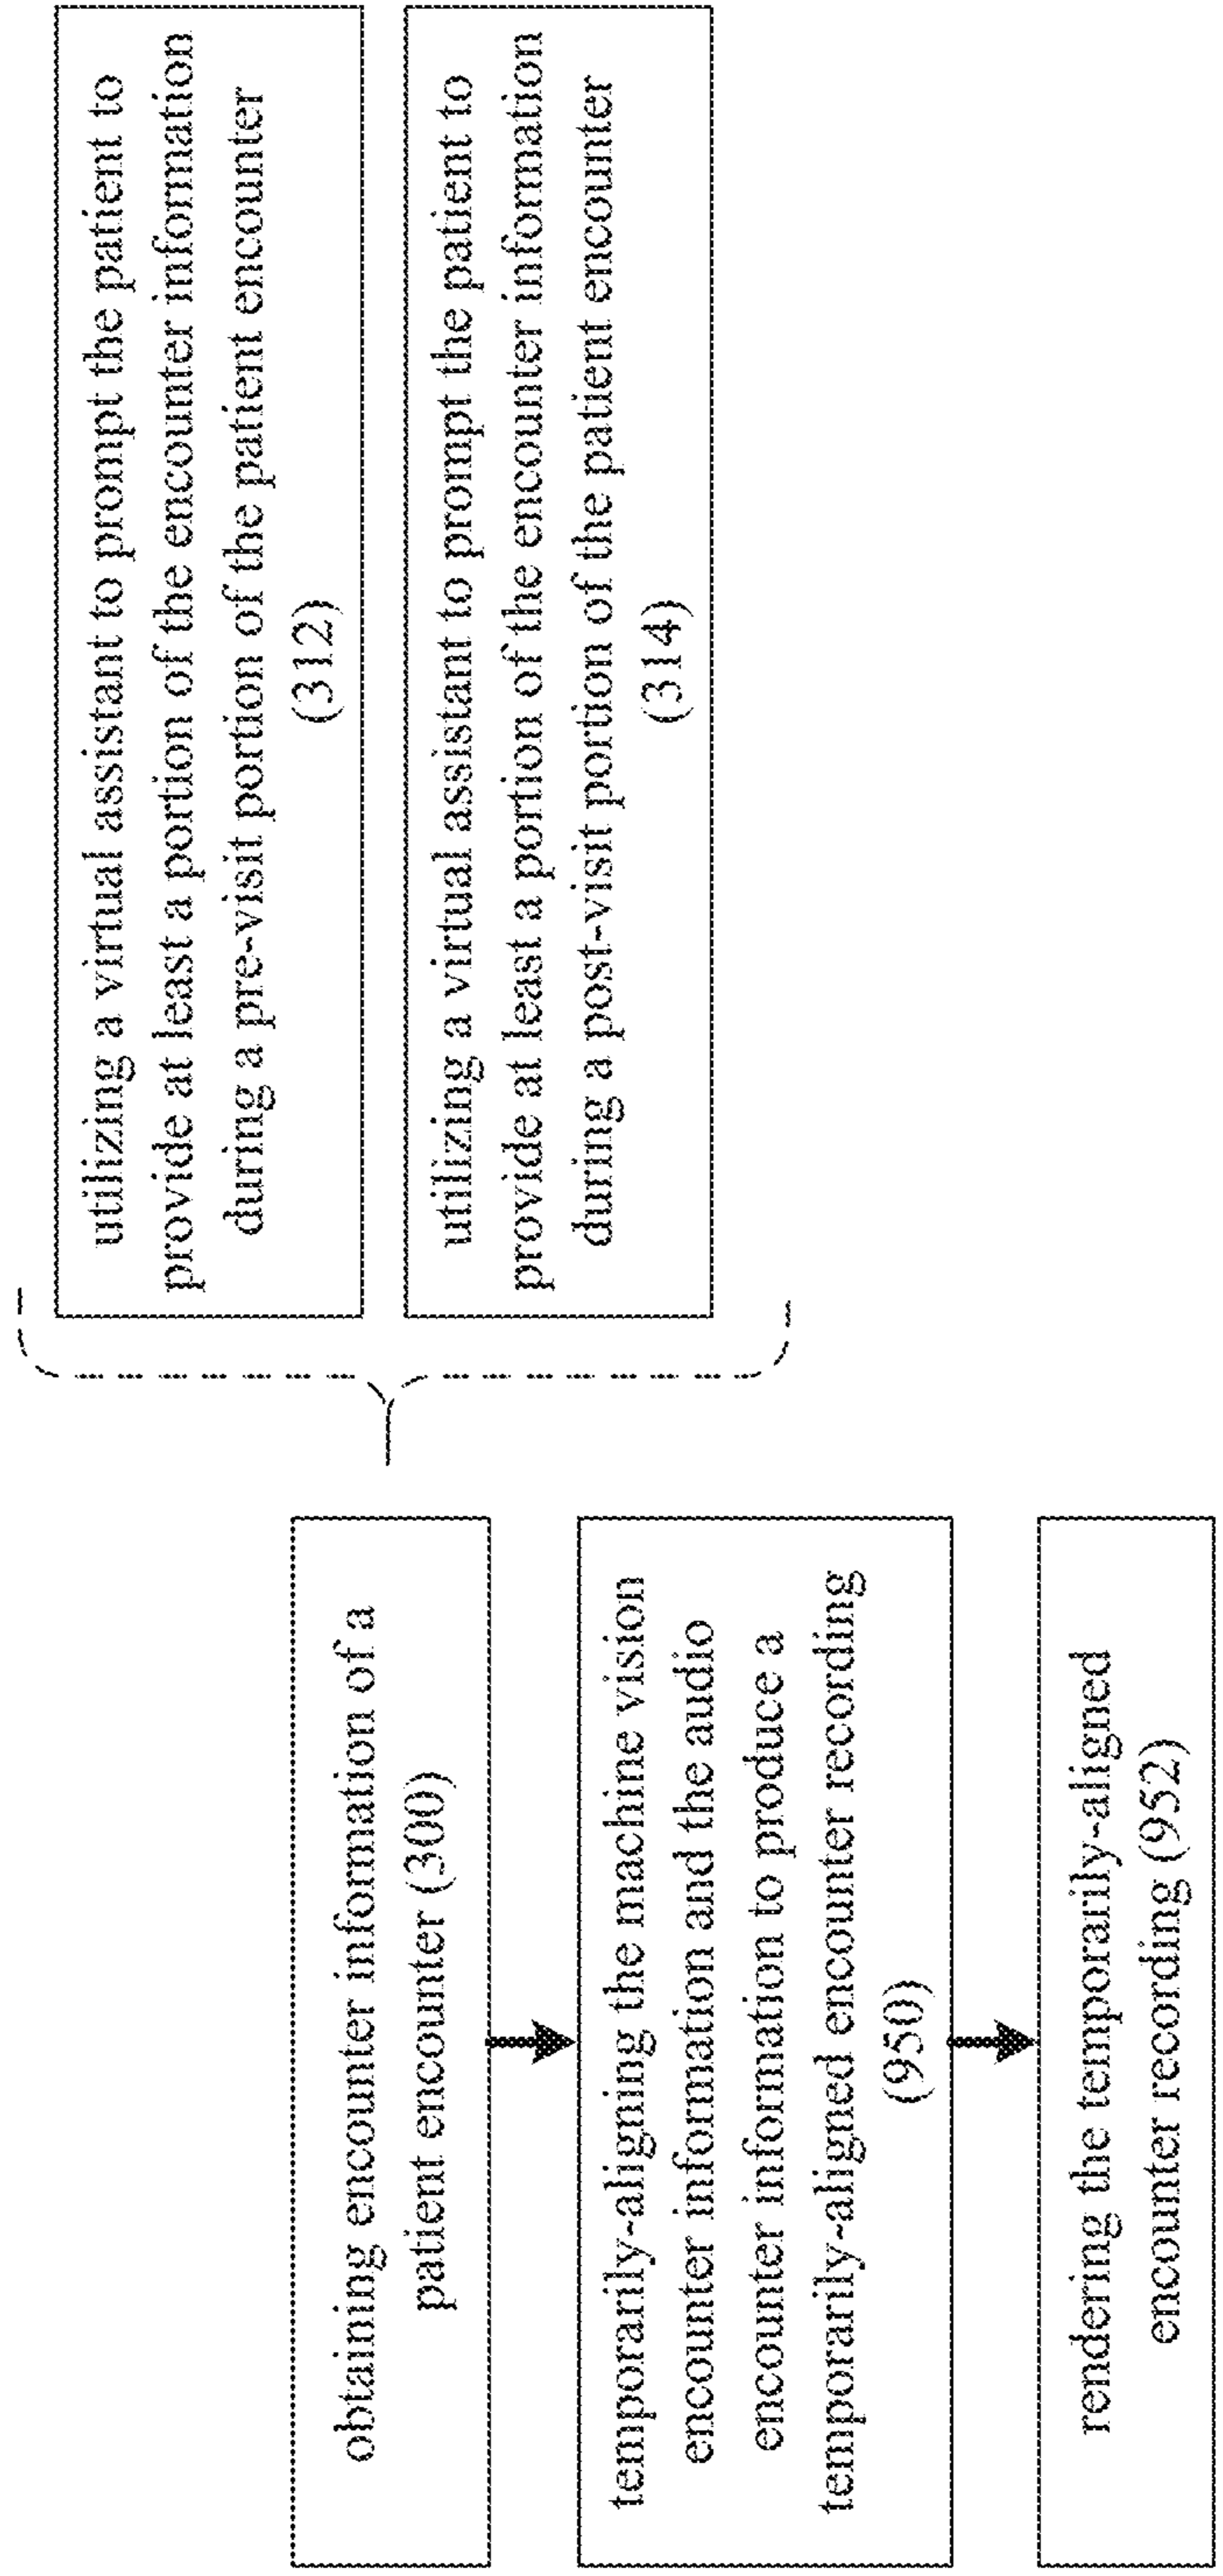 obtaining encounter information of a
patient encounter (300)
temporarily-aligning the machine vision
encounter information and the audio
encounter information to produce a
temporarily-aligned encounter recording
(950)
rendering the temporarily-aligned
encounter recording (952)
utilizing a virtual assistant to prompt the patient to
provide at least a portion of the encounter information
during a pre-visit portion of the patient encounter
(312)
utilizing a virtual assistant to prompt the patient to
provide at least a portion of the encounter information
during a post-visit portion of the patient encounter
(314)